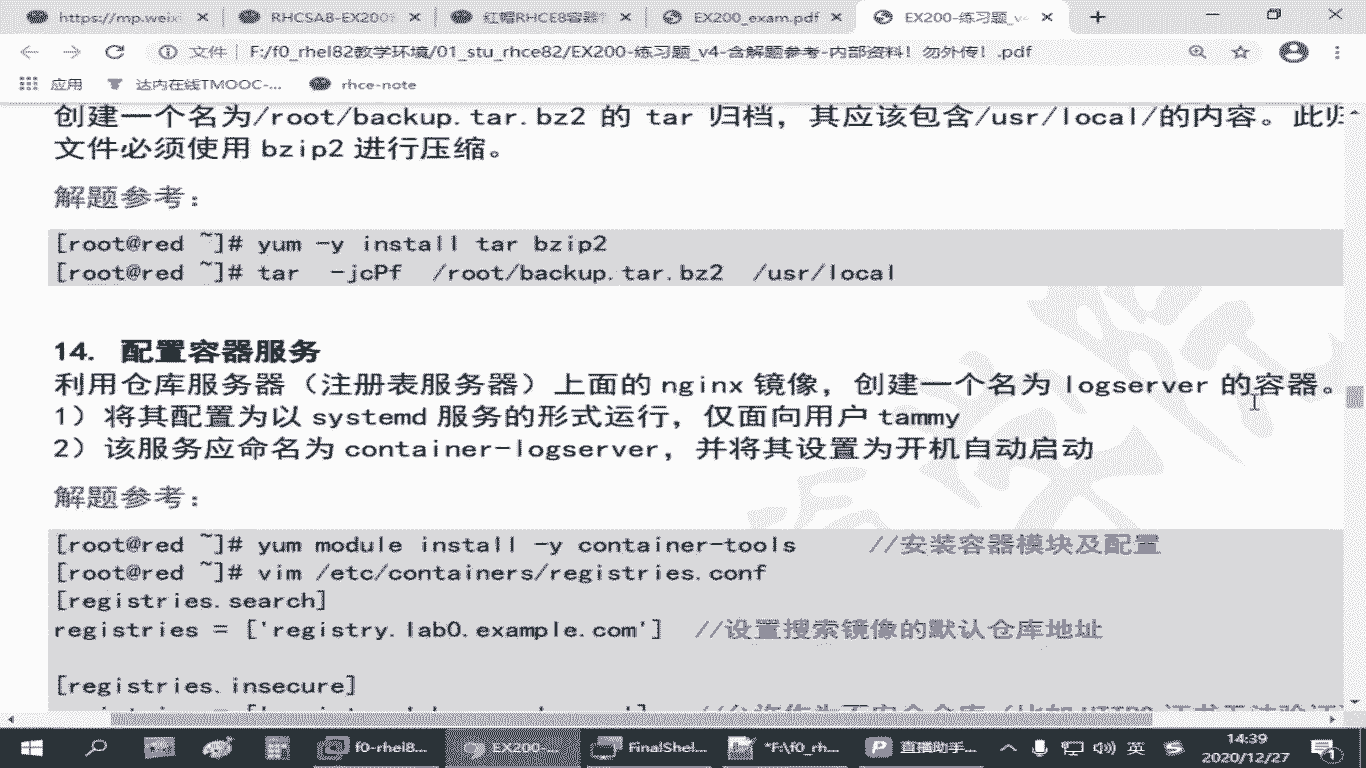 https://mp.weix
RHCSA8-EX200
红帽RHCE8容器
EX200_exam.pdf
EX200-练习题_v
文件
F:/f0_rhel82教学环境/01_stu_rhce82/EX200-练习题_v4-含解题参考-内部资料！勿外传！.pdf
应用
达内在线TMOOC-...
rhce-note
创建一个名为/root/backup.tar.bz2 的 tar 归档，其应该包含/usr/local/的内容。此归
文件必须使用 bzip2 进行压缩。
解题参考：
[root@red ~]# yum -y install tar bzip2
[root@red ~]# tar -jcPf /root/backup.tar.bz2 /usr/local
14. 配置容器服务
利用仓库服务器（注册表服务器）上面的 nginx 镜像，创建一个名为 logserver 的容器。
1）将其配置为以 systemd 服务的形式运行，仅面向用户 tammy
2）该服务应命名为 container-logserver，并将其设置为开机自动启动
解题参考：
[root@red ~]# yum module install -y container-tools //安装容器模块及配置
[root@red ~]# vim /etc/containers/registries.conf
[registries.search]
registries = ['registry.lab0.example.com'] //设置搜索镜像的默认仓库地址
[registries.insecure]
f0-rhel8...
EX200-...
FinalShel...
*F:\f0_rh...
直播助手...
英
14:39
2020/12/27